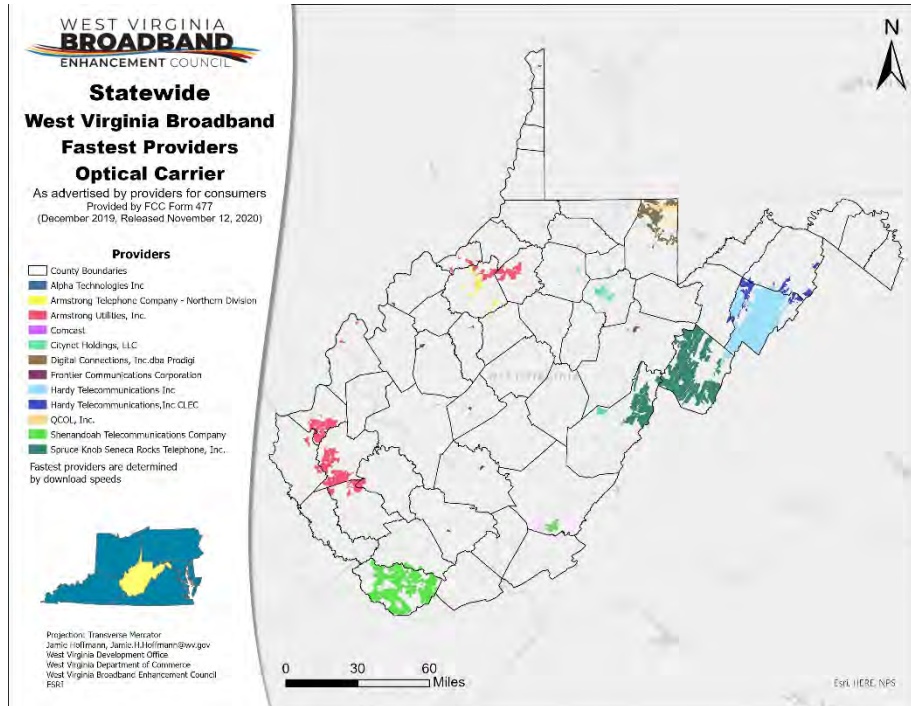 WEST VIRGINIA
BROADBAND
ENHANCEMENT COUNCIL
Statewide
West Virginia Broadband
Fastest Providers
Optical Carrier
As advertised by providers for consumers
Provided by FCC Form 477
(December 2019, Released November 12, 2020)
Providers
County Boundaries
Alpha Technologies Inc
Armstrong Telephone Company - Northern Division
Armstrong Utilities, Inc.
Comcast
Citynet Holdings, LLC
Digital Connections, Inc.dba Prodigi
Frontier Communications Corporation
Hardy Telecommunications Inc
Hardy Telecommunications,Inc CLEC
QCOL, Inc.
Shenandoah Telecommunications Company
Spruce Knob Seneca Rocks Telephone, Inc.
Fastest providers are determined
by download speeds
Projection: Transverse Mercator
Jamie Hoffmann, Jamie.H.Hoffmann@wv.gov
West Virginia Development Office
West Virginia Department of Commerce
West Virginia Broadband Enhancement Council
ESRI
N
WEST VIRGINIA
0 30 60
Miles
Esri, HERE, NPS